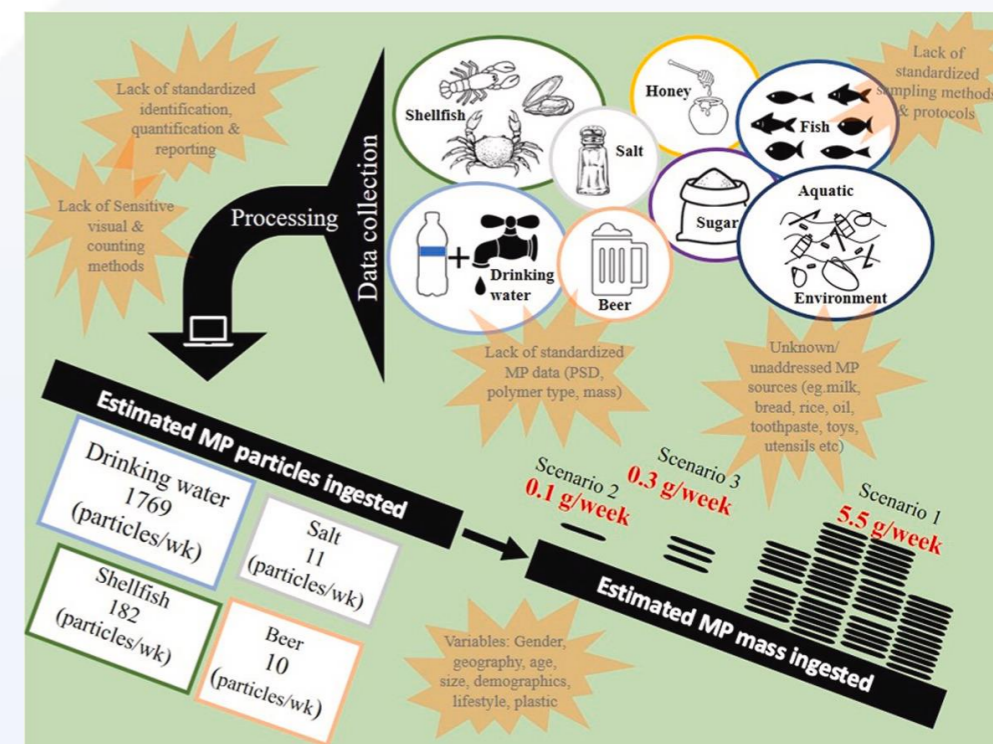 Lack of standardized
identification,
quantification &
reporting
Lack of Sensitive
visual &
counting
methods
Processing
Data collection
Shellfish
Honey
Salt
Fish
Lack of
standardized
sampling methods
& protocols
Sugar
Aquatic
Environment
+
Drinking
water
Beer
Lack of standardized
MP data (PSD,
polymer type, mass)
Unknown/
unaddressed MP
sources (eg.milk,
bread, rice, oil,
toothpaste, toys,
utensils etc)
Estimated MP particles ingested
Drinking water
1769
(particles/wk)
Salt
11
(particles/wk)
Shellfish
182
(particles/wk)
Beer
10
(particles/wk)
Scenario 2
0.1 g/week
Scenario 3
0.3 g/week
Scenario 1
5.5 g/week
Estimated MP mass ingested
Variables: Gender,
geography, age,
size, demographics,
lifestyle, plastic